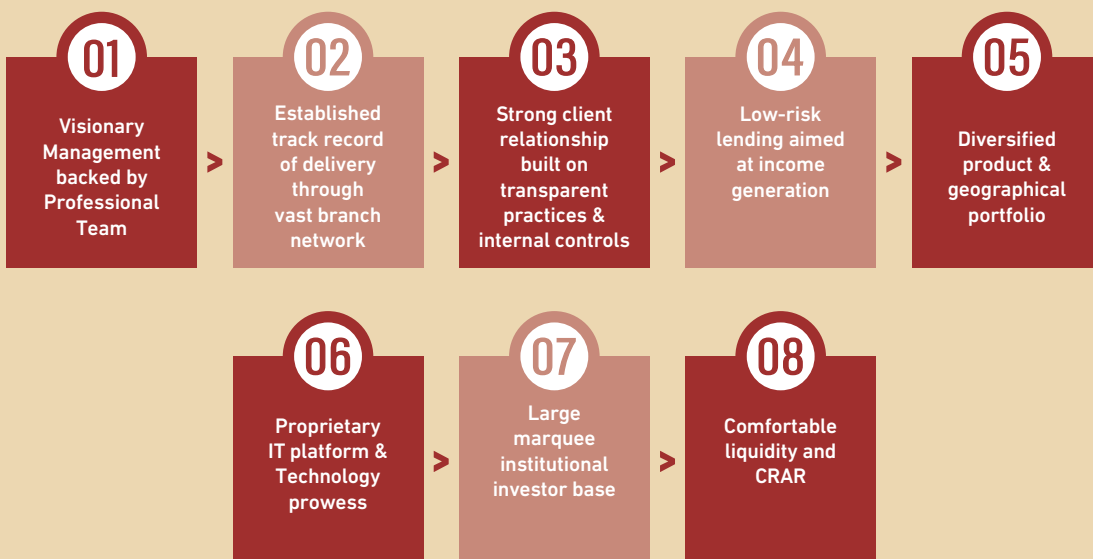 01
Visionary
Management
backed by
Professional
Team
>
02
Established
track record
of delivery
through
vast branch
network
>
03
Strong client
relationship
built on
transparent
practices &
internal controls
>
04
Low-risk
lending aimed
at income
generation
>
05
Diversified
product &
geographical
portfolio
06
Proprietary
IT platform &
Technology
prowess
>
07
Large
marquee
institutional
investor base
>
08
Comfortable
liquidity and
CRAR